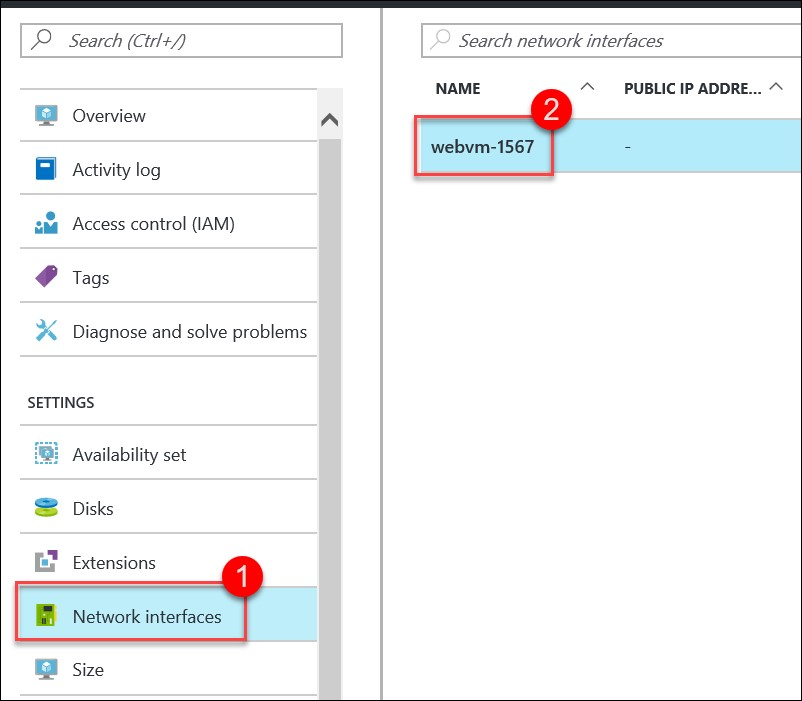 Search (Ctrl+/)
Overview
Activity log
Access control (IAM)
Tags
Diagnose and solve problems
SETTINGS
Availability set
Disks
Extensions
1
Network interfaces
Size
Search network interfaces
NAME PUBLIC IP ADDRE...
2
webvm-1567 -